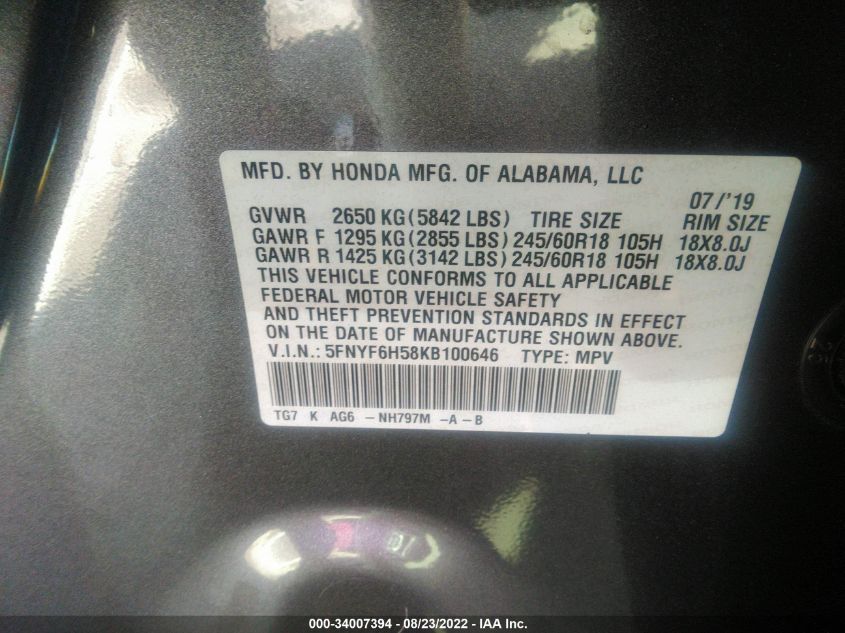 MFD. BY HONDA MFG. OF ALABAMA, LLC
07/'19
GVWR 2650 KG(5842 LBS) TIRE SIZE RIM SIZE
GAWR F 1295 KG(2855 LBS) 245/60R18 105H 18X8.0J
GAWR R 1425 KG(3142 LBS) 245/60R18 105H 18X8.0J
THIS VEHICLE CONFORMS TO ALL APPLICABLE
FEDERAL MOTOR VEHICLE SAFETY
AND THEFT PREVENTION STANDARDS IN EFFECT
ON THE DATE OF MANUFACTURE SHOWN ABOVE.
V.I.N.: 5FNYF6H58KB100646 TYPE: MPV
TG7 K AG6 -NH797M -A-B
000-34007394 - 08/23/2022 - IAA Inc.